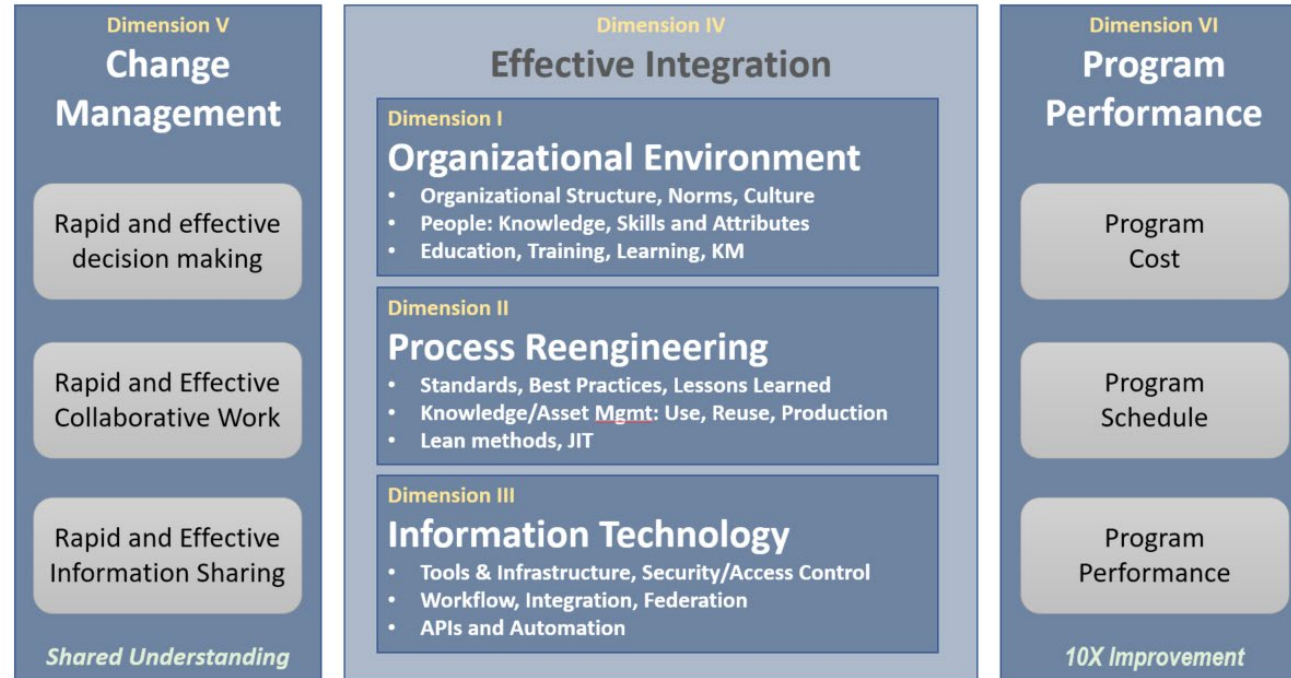 Dimension V
Change
Management
Rapid and effective
decision making
Rapid and Effective
Collaborative Work
Rapid and Effective
Information Sharing
Shared Understanding
Dimension IV
Effective Integration
Dimension I
Organizational Environment
• Organizational Structure, Norms, Culture
• People: Knowledge, Skills and Attributes
• Education, Training, Learning, KM
Dimension II
Process Reengineering
• Standards, Best Practices, Lessons Learned
• Knowledge/Asset Mgmt: Use, Reuse, Production
• Lean methods, JIT
Dimension III
Information Technology
• Tools & Infrastructure, Security/Access Control
• Workflow, Integration, Federation
• APIs and Automation
Dimension VI
Program
Performance
Program
Cost
Program
Schedule
Program
Performance
10X Improvement